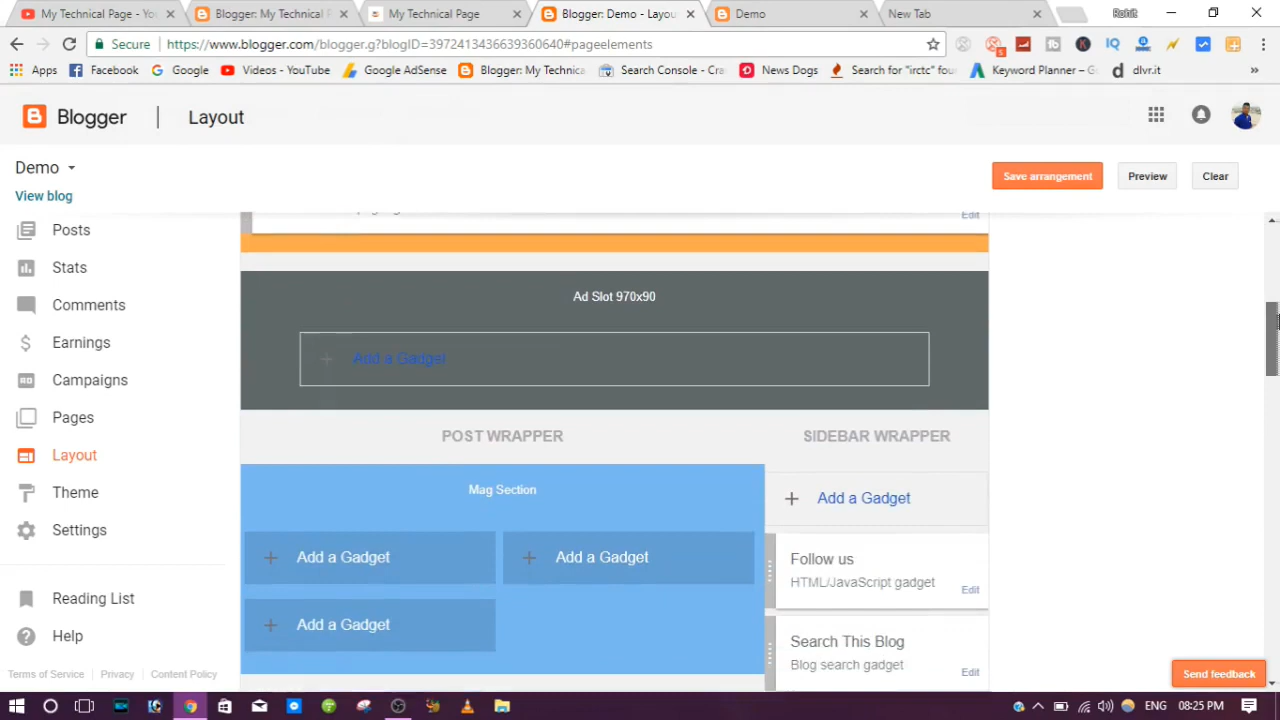 My Technical Page - Yo
Blogger: My Technical P
My Technical Page
Blogger: Demo - Layou
Demo
New Tab
Rohit
Secure
https://www.blogger.com/blogger.g?blogID=3972413436639360640#pageelements
Apps
Facebook
Google
Videos - YouTube
Google AdSense
Blogger: My Technica
Search Console - Cra
News Dogs
Search for "irctc" four
Keyword Planner – G
dlvr.it
Blogger
Layout
Demo
View blog
Save arrangement
Preview
Clear
Posts
Stats
Comments
Earnings
Campaigns
Pages
Layout
Theme
Settings
Reading List
Help
Terms of Service
Privacy
Content Policy
Edit
Ad Slot 970x90
Add a Gadget
POST WRAPPER
SIDEBAR WRAPPER
Mag Section
Add a Gadget
Add a Gadget
Add a Gadget
Add a Gadget
Follow us
HTML/JavaScript gadget
Edit
Search This Blog
Blog search gadget
Edit
Send feedback
ENG
08:25 PM